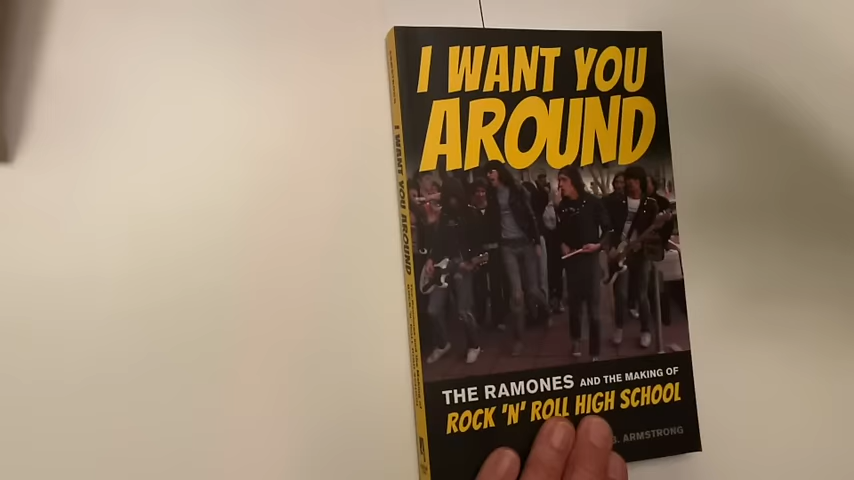 I WANT YOU
AROUND
THE RAMONES AND THE MAKING OF
ROCK 'N' ROLL HIGH SCHOOL
B. ARMSTRONG
I WANT YOU AROUND